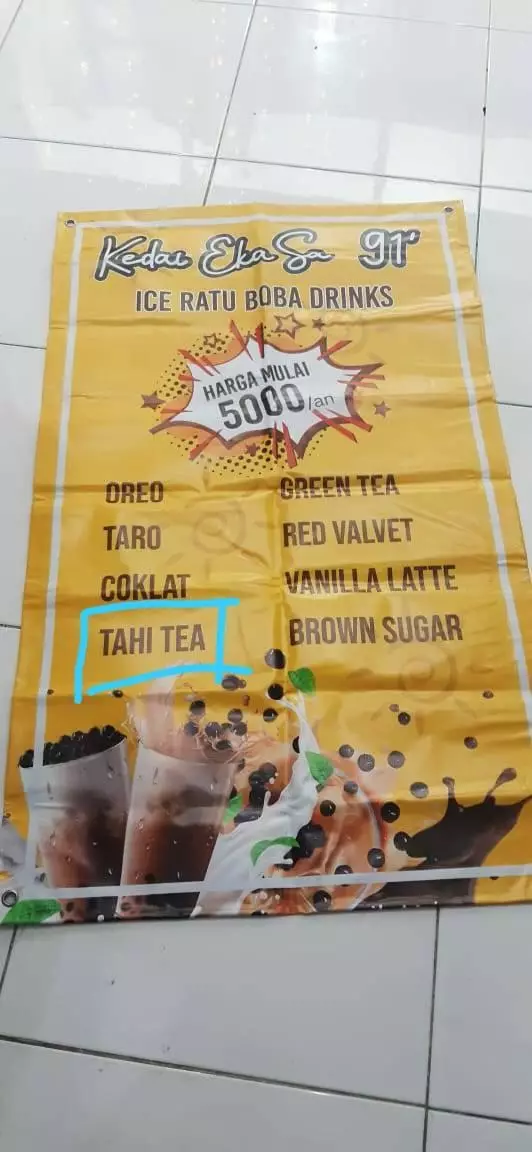 Kedai Eka Sa 91'
ICE RATU BOBA DRINKS
HARGA MULAI
5000/an
OREO
TARO
COKLAT
TAHI TEA
GREEN TEA
RED VALVET
VANILLA LATTE
BROWN SUGAR